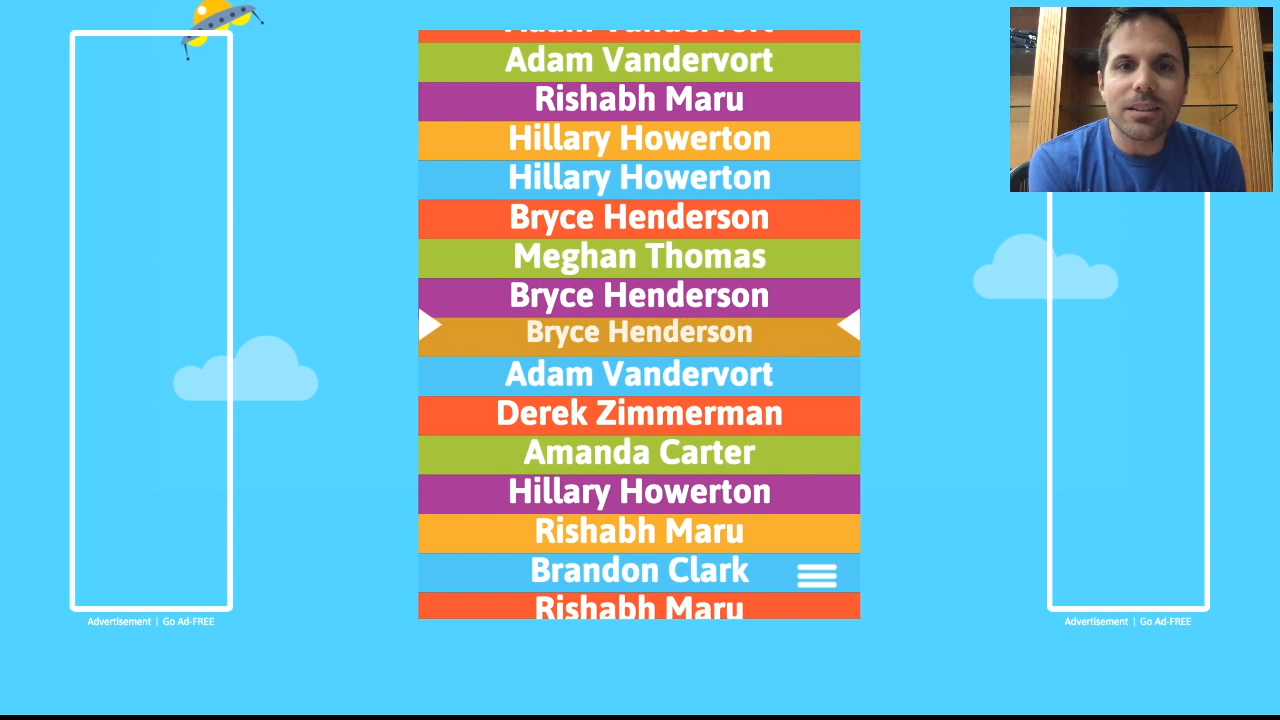 Adam Vandervort
Adam Vandervort
Rishabh Maru
Hillary Howerton
Hillary Howerton
Bryce Henderson
Meghan Thomas
Bryce Henderson
Bryce Henderson
Adam Vandervort
Derek Zimmerman
Amanda Carter
Hillary Howerton
Rishabh Maru
Brandon Clark
Rishabh Maru
Advertisement | Go Ad-FREE
Advertisement | Go Ad-FREE